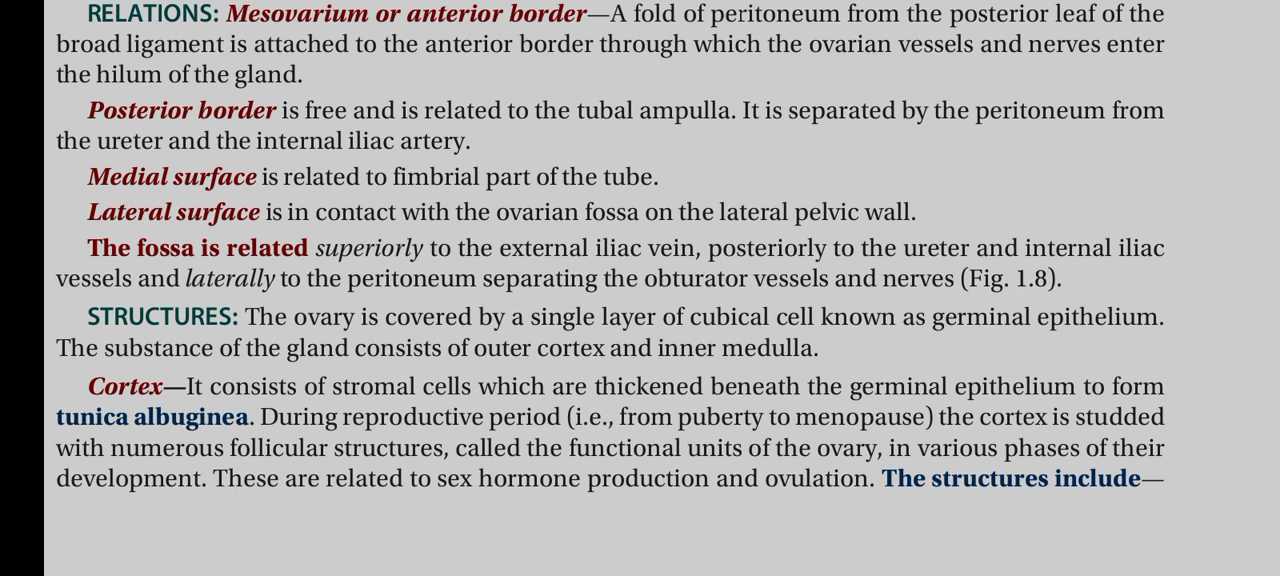 RELATIONS: Mesovarium or anterior border—A fold of peritoneum from the posterior leaf of the
broad ligament is attached to the anterior border through which the ovarian vessels and nerves enter
the hilum of the gland.
Posterior border is free and is related to the tubal ampulla. It is separated by the peritoneum from
the ureter and the internal iliac artery.
Medial surface is related to fimbrial part of the tube.
Lateral surface is in contact with the ovarian fossa on the lateral pelvic wall.
The fossa is related superiorly to the external iliac vein, posteriorly to the ureter and internal iliac
vessels and laterally to the peritoneum separating the obturator vessels and nerves (Fig. 1.8).
STRUCTURES: The ovary is covered by a single layer of cubical cell known as germinal epithelium.
The substance of the gland consists of outer cortex and inner medulla.
Cortex—It consists of stromal cells which are thickened beneath the germinal epithelium to form
tunica albuginea. During reproductive period (i.e., from puberty to menopause) the cortex is studded
with numerous follicular structures, called the functional units of the ovary, in various phases of their
development. These are related to sex hormone production and ovulation. The structures include—